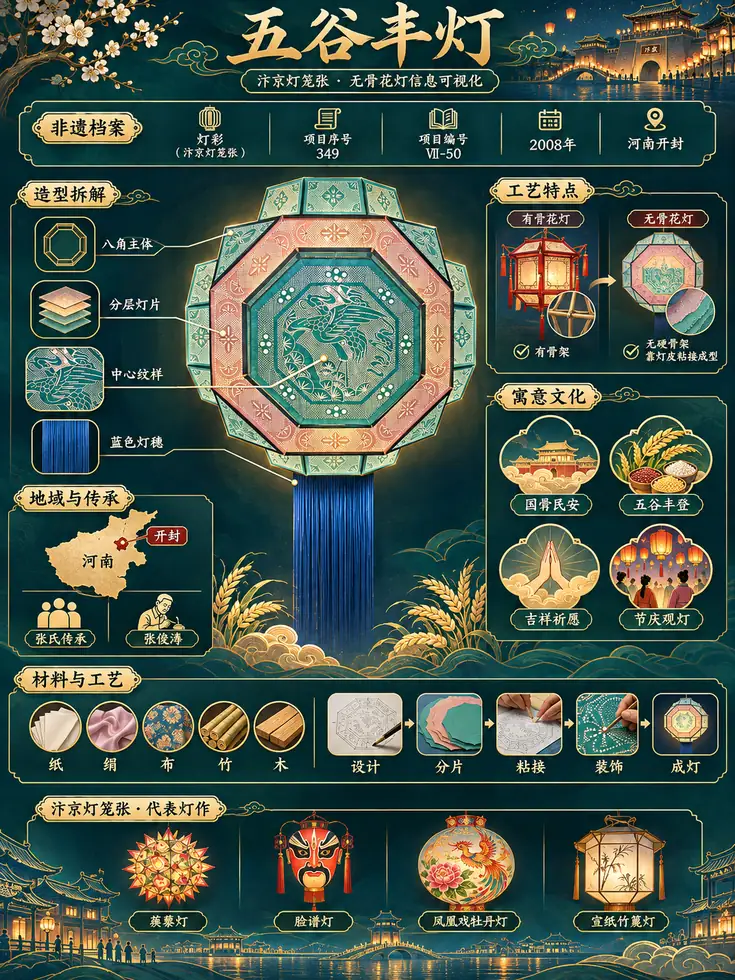 五谷丰灯
汴京灯笼张·无骨花灯信息可视化
非遗档案
灯彩
（汴京灯笼张）
项目序号
349
项目编号
Ⅶ-50
2008年
河南开封
造型拆解
八角主体
分层灯片
中心纹样
蓝色灯穗
工艺特点
有骨花灯
无骨花灯
有骨架
无硬骨架
靠灯皮粘接成型
寓意文化
国骨民安
五谷丰登
吉祥祈愿
节庆观灯
地域与传承
开封
河南
张氏传承
张俊涛
材料与工艺
纸
绢
布
竹
木
设计
分片
粘接
装饰
成灯
汴京灯笼张·代表灯作
蒺藜灯
脸谱灯
凤凰戏牡丹灯
宣纸竹篾灯